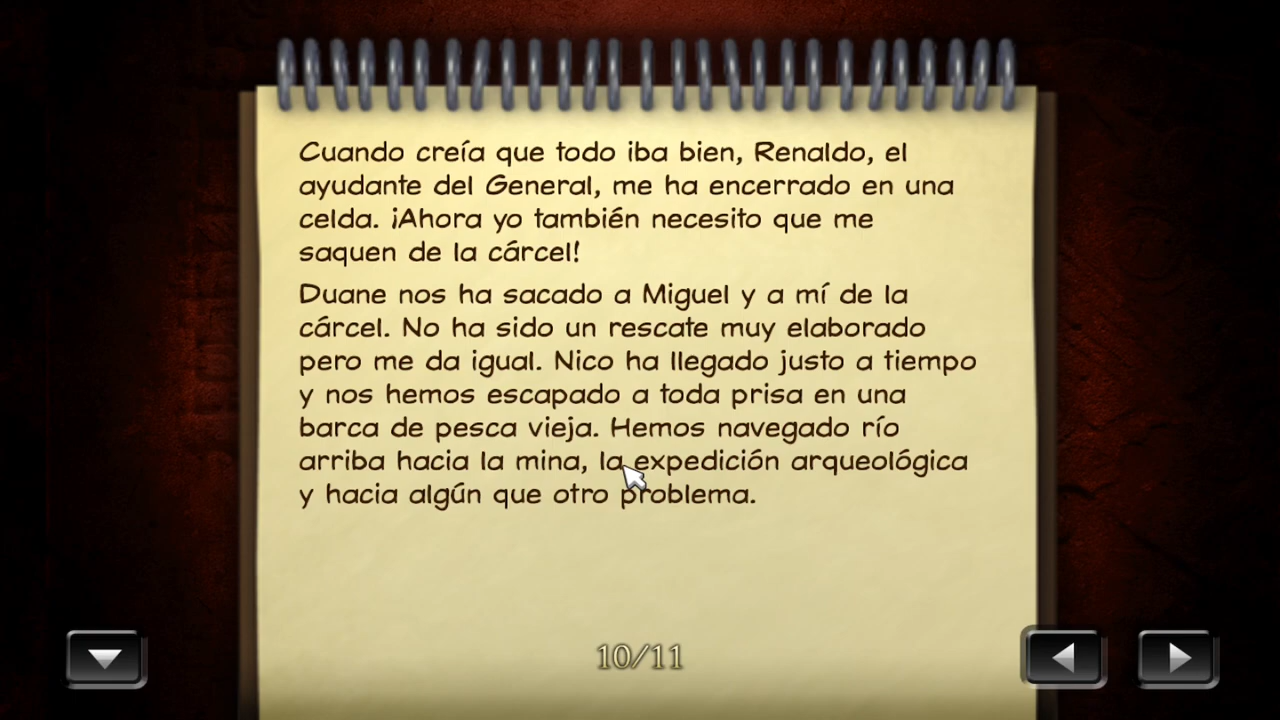 Cuando creía que todo iba bien, Renaldo, el
ayudante del General, me ha encerrado en una
celda. ¡Ahora yo también necesito que me
saquen de la cárcel!
Duane nos ha sacado a Miguel y a mí de la
cárcel. No ha sido un rescate muy elaborado
pero me da igual. Nico ha llegado justo a tiempo
y nos hemos escapado a toda prisa en una
barca de pesca vieja. Hemos navegado río
arriba hacia la mina, la expedición arqueológica
y hacia algún que otro problema.
10/11